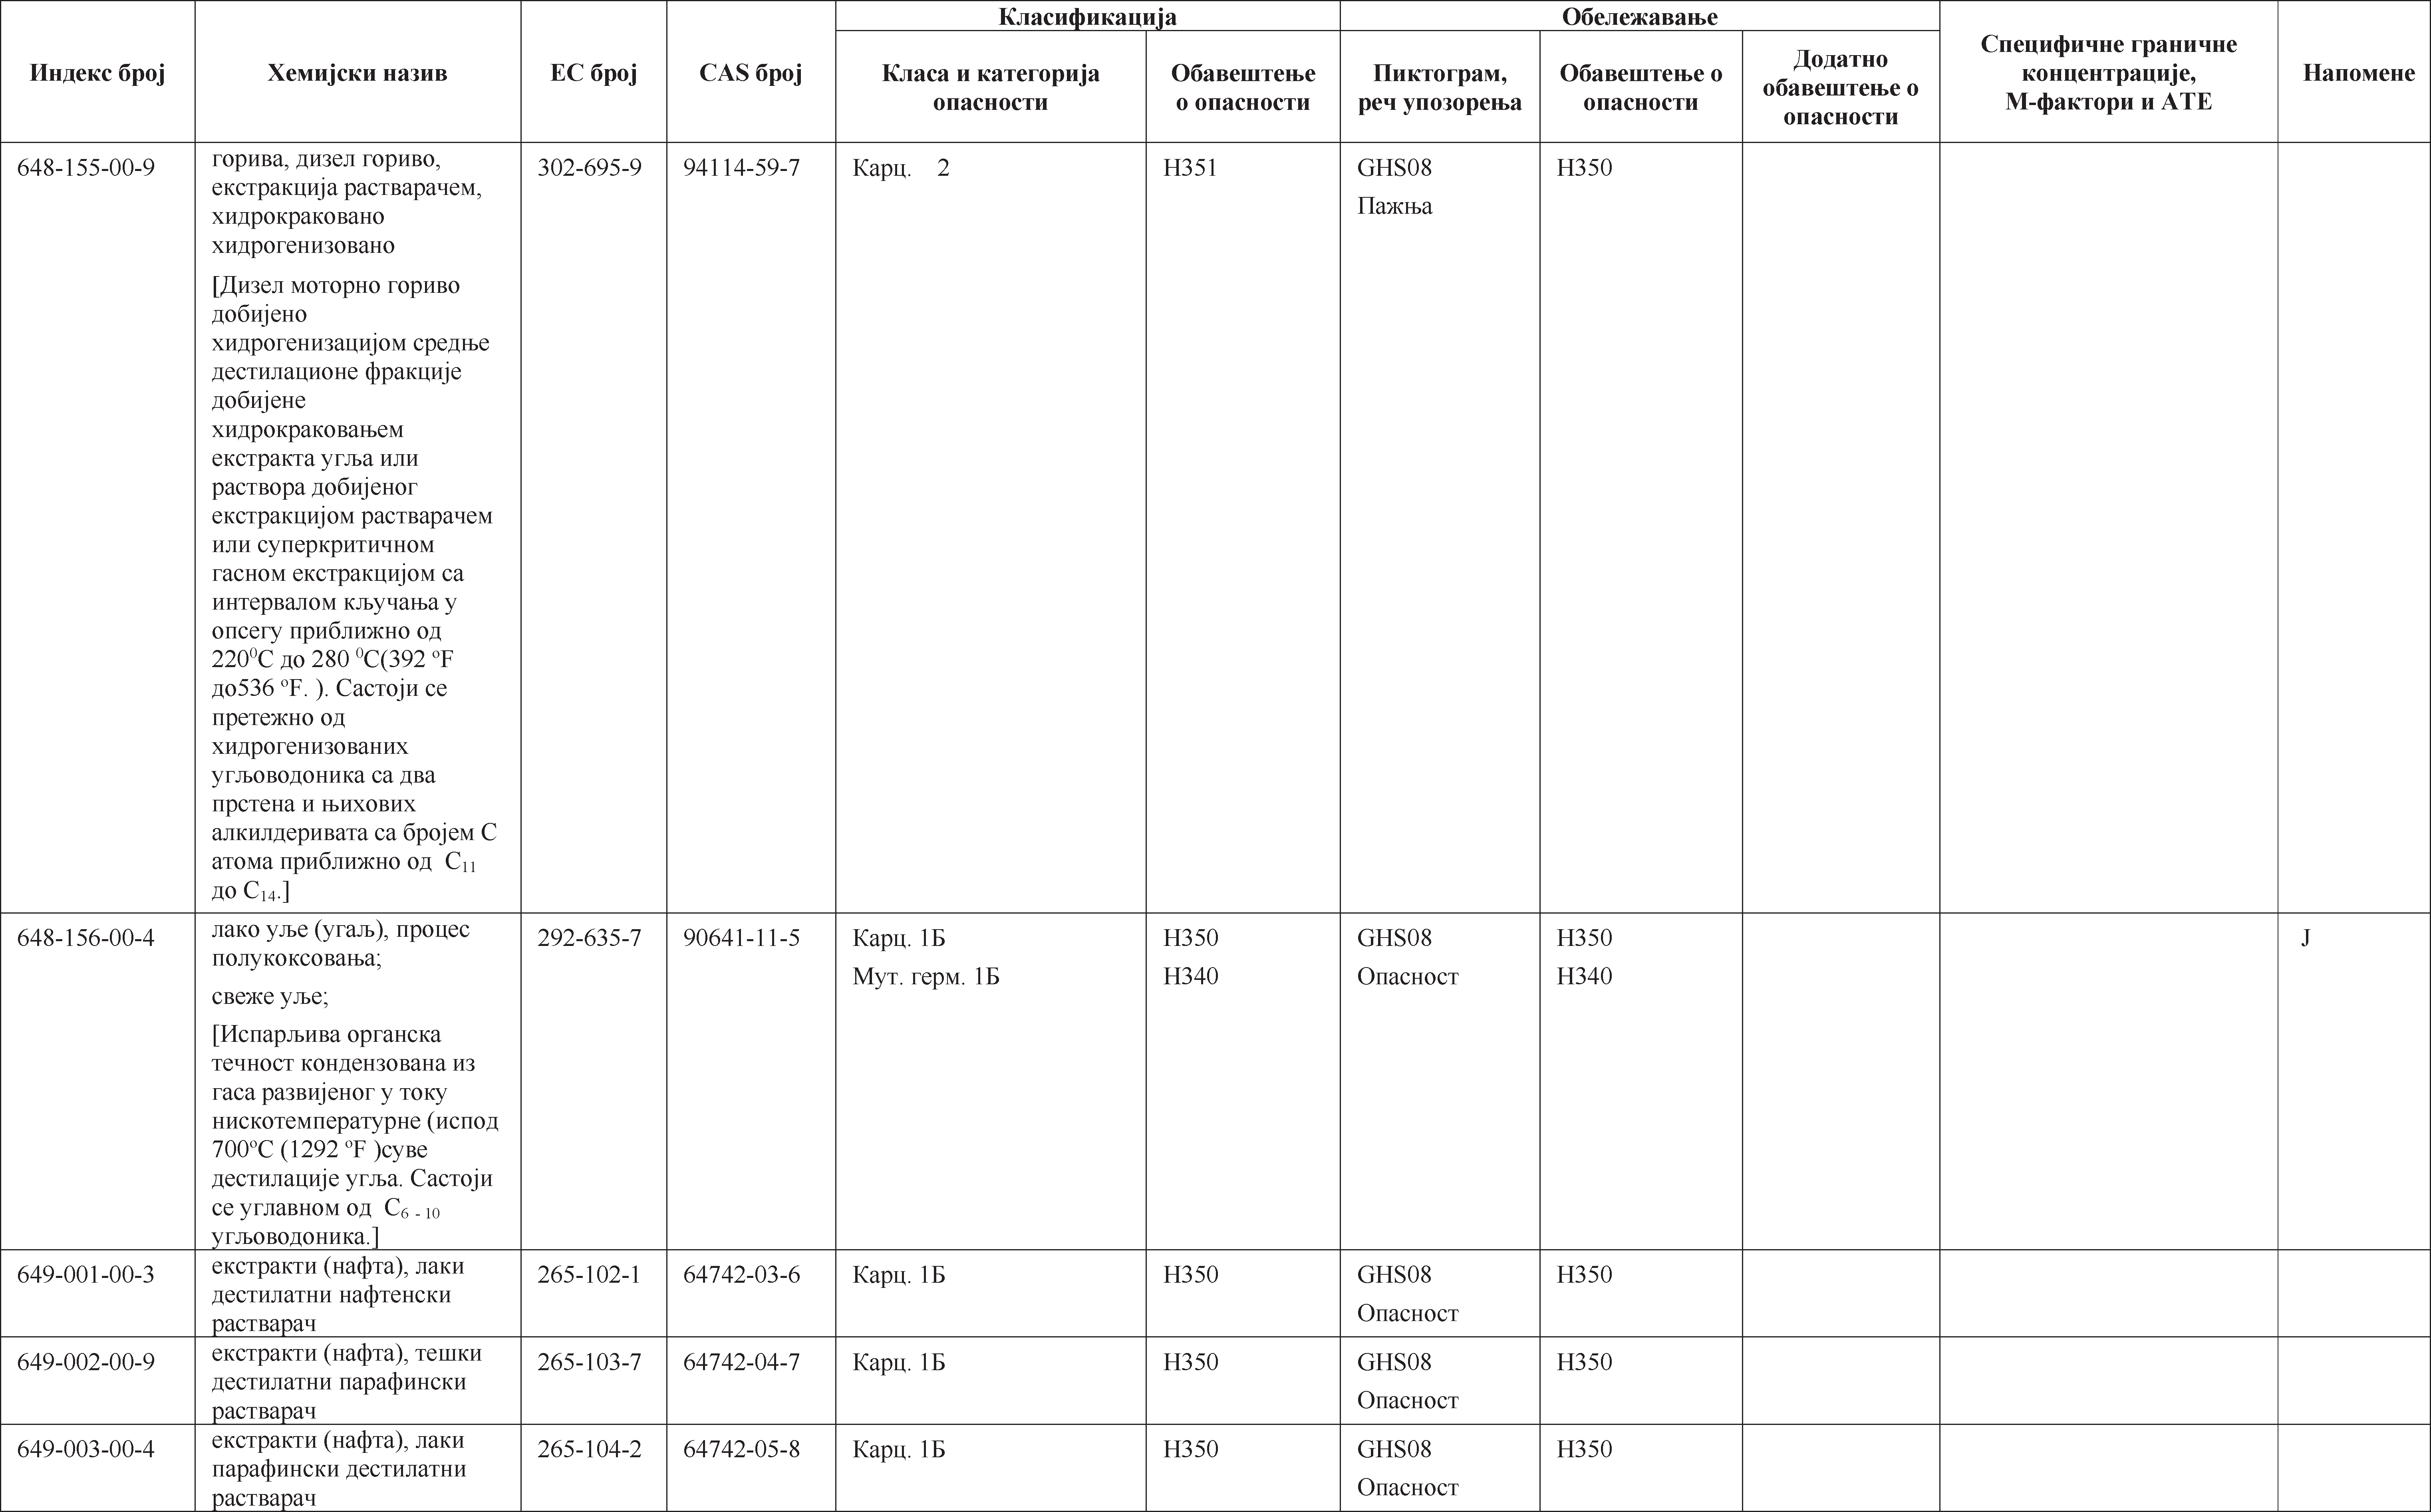 Индекс број
Хемијски назив
ЕС број
CAS број
Класификација
Обележавање
Класа и категорија
опасности
Обавештење
о опасности
Пиктограм,
реч упозорења
Обавештење о
опасности
Додатно
обавештење о
опасности
Специфичне граничне
концентрације,
М-фактори и АТЕ
Напомене
648-155-00-9
горива, дизел гориво,
екстракција растварачем,
хидрокраковано
хидрогенизовано
[Дизел моторно гориво
добијено
хидрогенизацијом средње
дестилационе фракције
добијене
хидрокраковањем
екстракта угља или
раствора добијеног
екстракцијом растварачем
или суперкритичном
гасном екстракцијом са
интервалом кључања у
опсегу приближно од
220⁰C до 280 ⁰C(392 ºF
до536 ºF. ). Састоји се
претежно од
хидрогенизованих
угљоводоника са два
прстена и њихових
алкилдеривата са бројем С
атома приближно од C₁₁
до C₁₄.]
302-695-9
94114-59-7
Карц. 2
H351
GHS08
Пажња
H350
648-156-00-4
лако уље (угаљ), процес
полукоксовања;
свеже уље;
[Испарљива органска
течност кондензована из
гаса развијеног у току
нискотемпературне (испод
700ºC (1292 ºF )суве
дестилације угља. Састоји
се углавном од C₆ ₋ ₁₀
угљоводоника.]
292-635-7
90641-11-5
Карц. 1Б
Мут. герм. 1Б
H350
H340
GHS08
Опасност
H350
H340
Ј
649-001-00-3
екстракти (нафта), лаки
дестилатни нафтенски
растварач
265-102-1
64742-03-6
Карц. 1Б
H350
GHS08
Опасност
H350
649-002-00-9
екстракти (нафта), тешки
дестилатни парафински
растварач
265-103-7
64742-04-7
Карц. 1Б
H350
GHS08
Опасност
H350
649-003-00-4
екстракти (нафта), лаки
парафински дестилатни
растварач
265-104-2
64742-05-8
Карц. 1Б
H350
GHS08
Опасност
H350